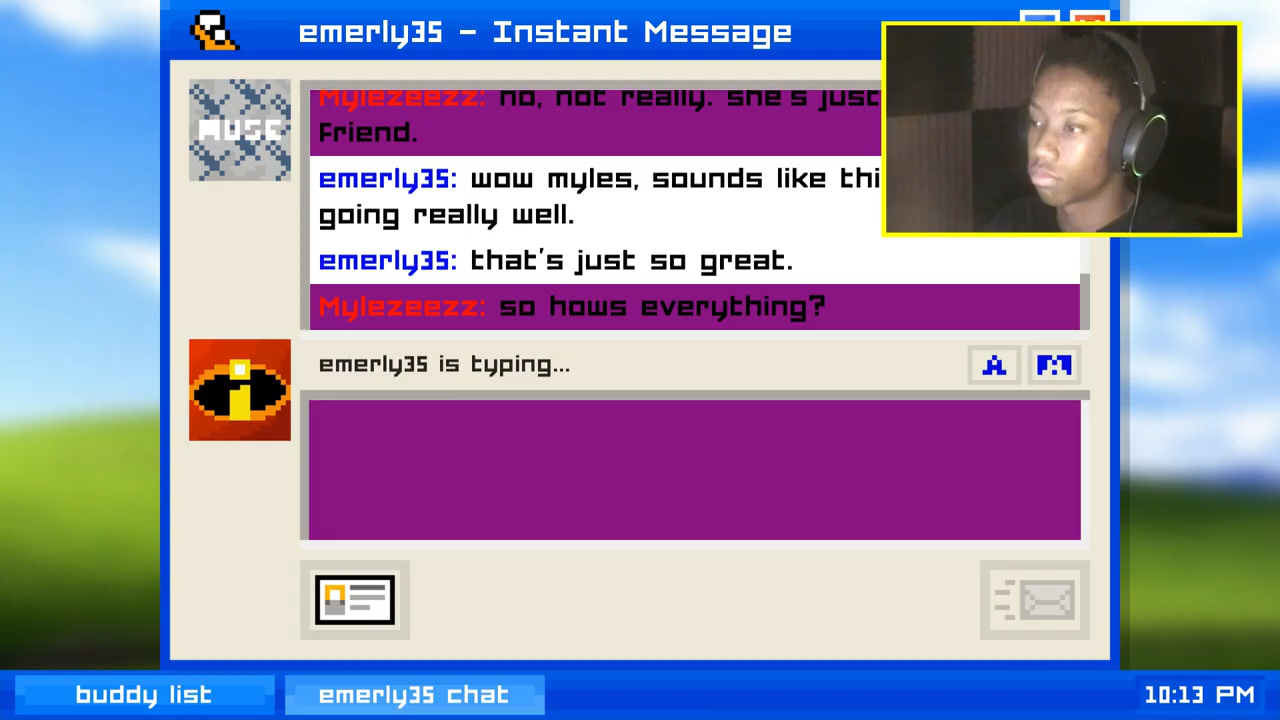 emerly35 - Instant Message
Mylezeezz: no, not really. she's just
Friend.
MUSE
emerly35: wow myles, sounds like
going really well.
emerly35: that's just so great.
Mylezeezz: so hows everything?
emerly35 is typing...
A
i
buddy list
emerly35 chat
10:13 PM